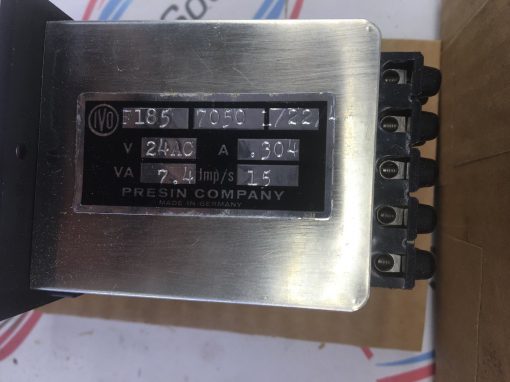 IVO F185 7050 1/22
V 24AC A .304
VA 7.4 Imp/s 15
PRESIN COMPANY
MADE IN GERMANY